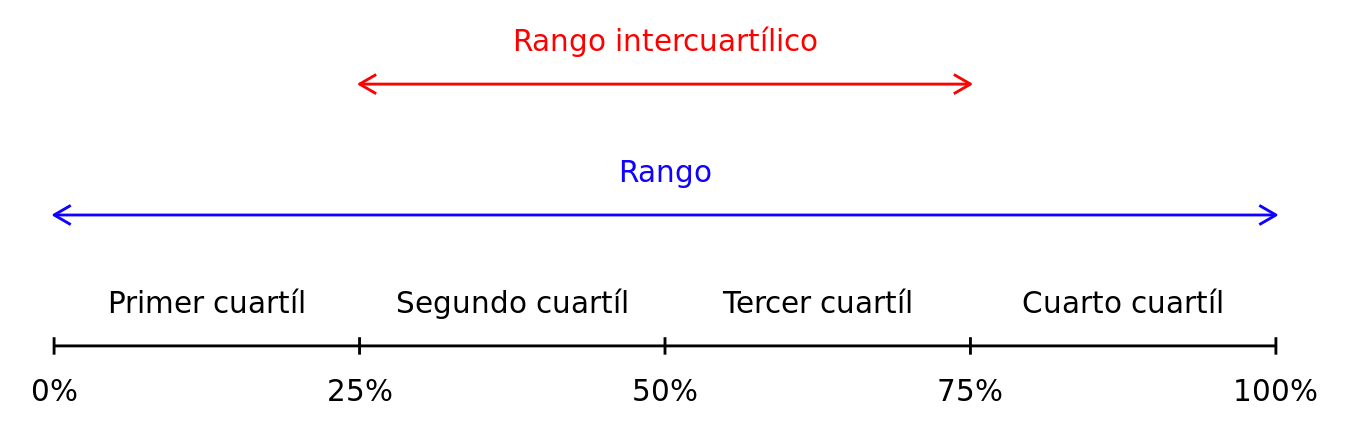 Rango intercuartílico
Rango
Primer cuartíl Segundo cuartíl Tercer cuartíl Cuarto cuartíl
0% 25% 50% 75% 100%